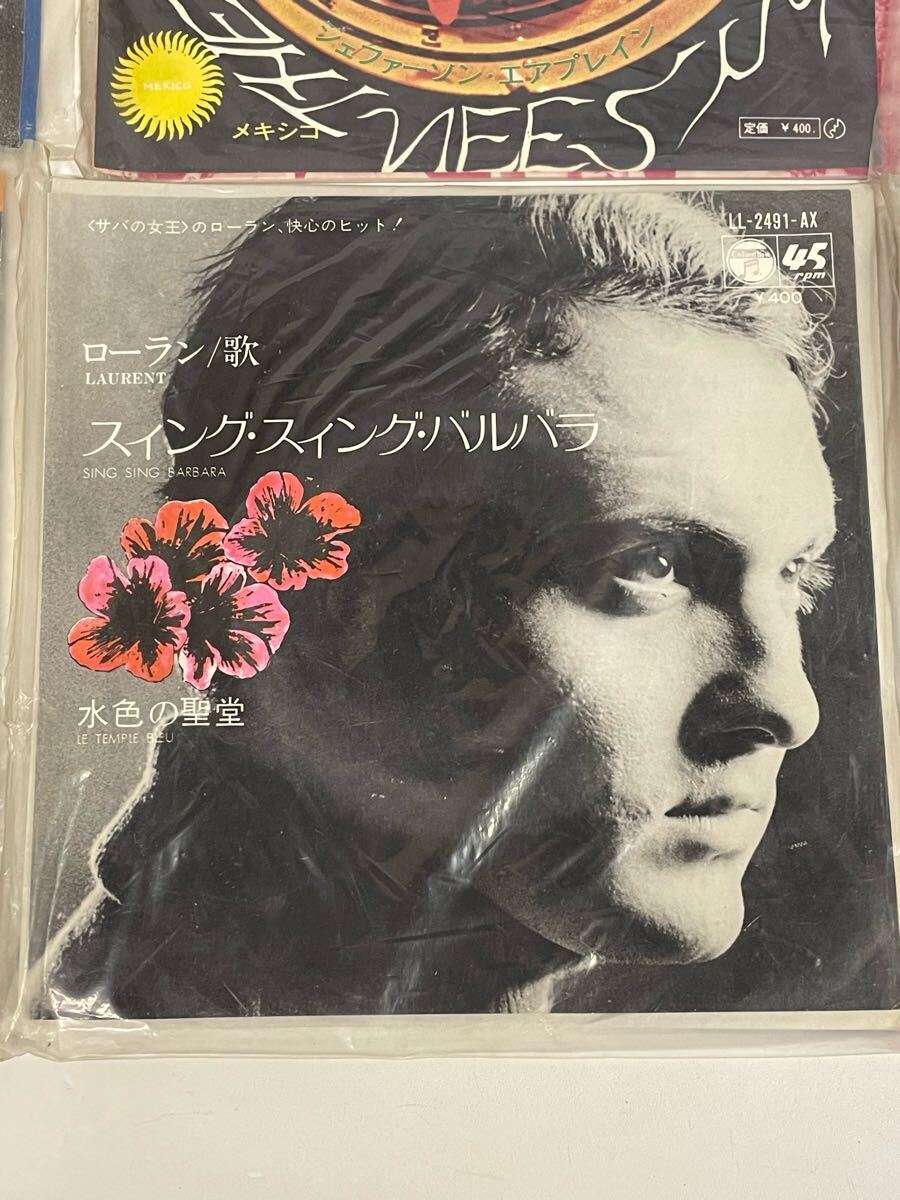 ジェファーソン・エアプレイン
MEXICO
メキシコ
定価 ￥400.
〈サバの女王〉のローラン、快心のヒット!
LL-2491-AX
Columbia
45
rpm
￥400
ローラン/歌
LAURENT
スイング・スイング・バルバラ
SING SING BARBARA
水色の聖堂
LE TEMPLE BLEU